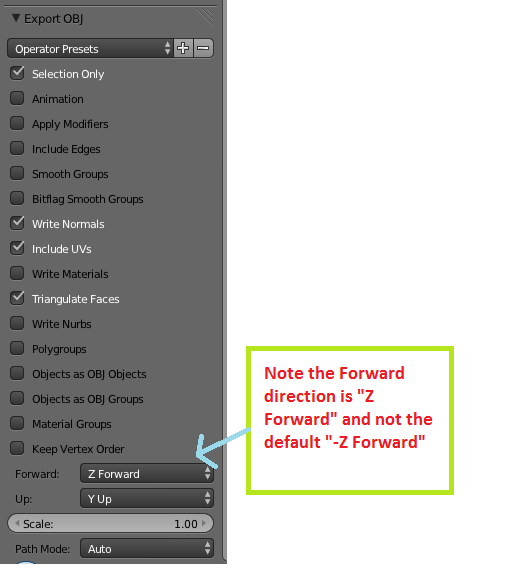 Export OBJ
Operator Presets
Selection Only
Animation
Apply Modifiers
Include Edges
Smooth Groups
Bitflag Smooth Groups
Write Normals
Include UVs
Write Materials
Triangulate Faces
Write Nurbs
Polygroups
Objects as OBJ Objects
Objects as OBJ Groups
Material Groups
Keep Vertex Order
Forward: Z Forward
Up: Y Up
Scale: 1.00
Path Mode: Auto
Note the Forward
direction is "Z
Forward" and not the
default "-Z Forward"